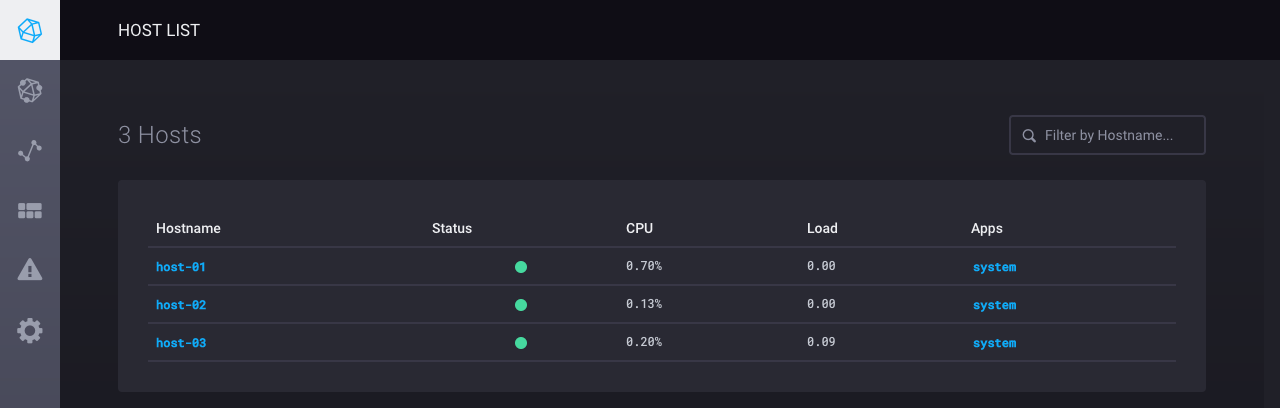 HOST LIST
3 Hosts
Filter by Hostname...
Hostname Status CPU Load Apps
host-01 0.70% 0.00 system
host-02 0.13% 0.00 system
host-03 0.20% 0.09 system